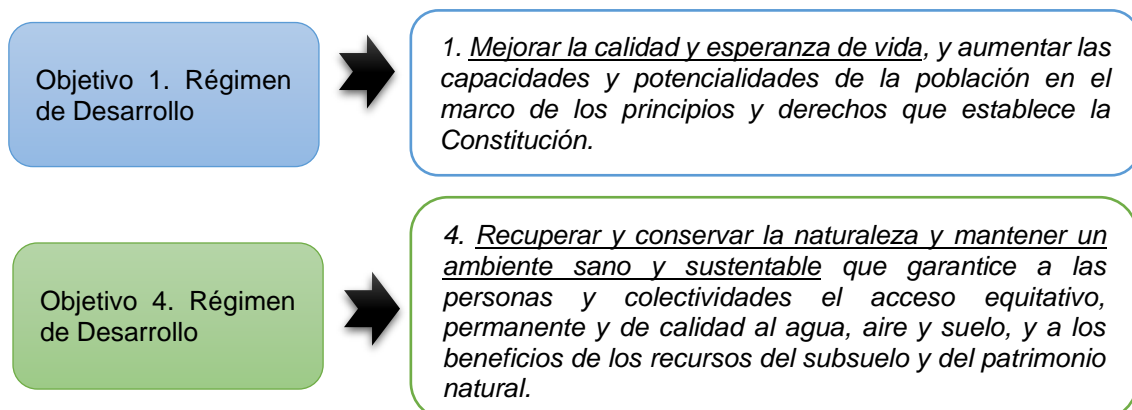 Objetivo 1. Régimen
de Desarrollo
1. Mejorar la calidad y esperanza de vida, y aumentar las
capacidades y potencialidades de la población en el
marco de los principios y derechos que establece la
Constitución.
Objetivo 4. Régimen
de Desarrollo
4. Recuperar y conservar la naturaleza y mantener un
ambiente sano y sustentable que garantice a las
personas y colectividades el acceso equitativo,
permanente y de calidad al agua, aire y suelo, y a los
beneficios de los recursos del subsuelo y del patrimonio
natural.